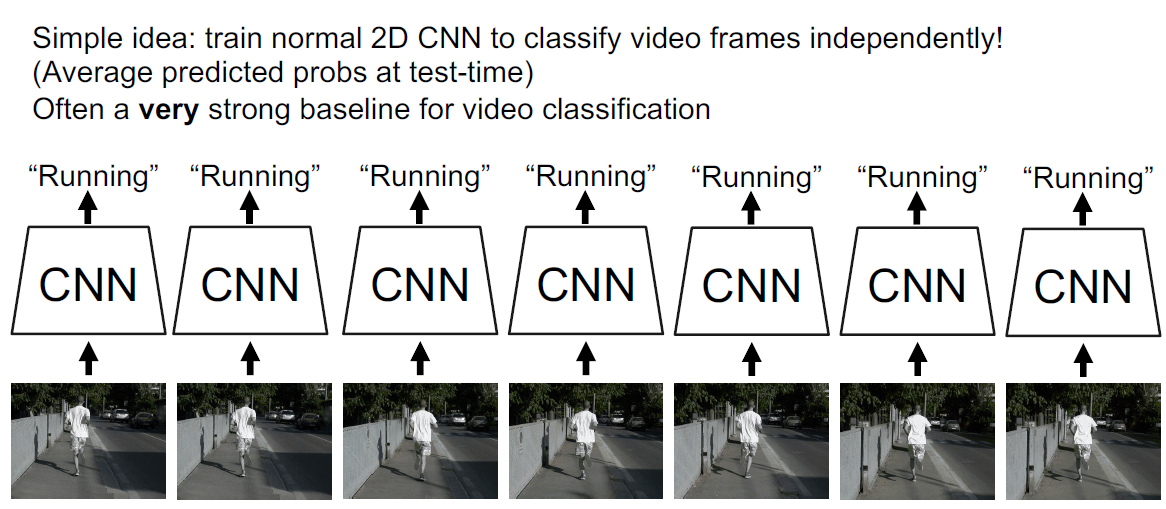 Simple idea: train normal 2D CNN to classify video frames independently!
(Average predicted probs at test-time)
Often a very strong baseline for video classification
“Running” “Running” “Running” “Running” “Running” “Running” “Running”
CNN CNN CNN CNN CNN CNN CNN